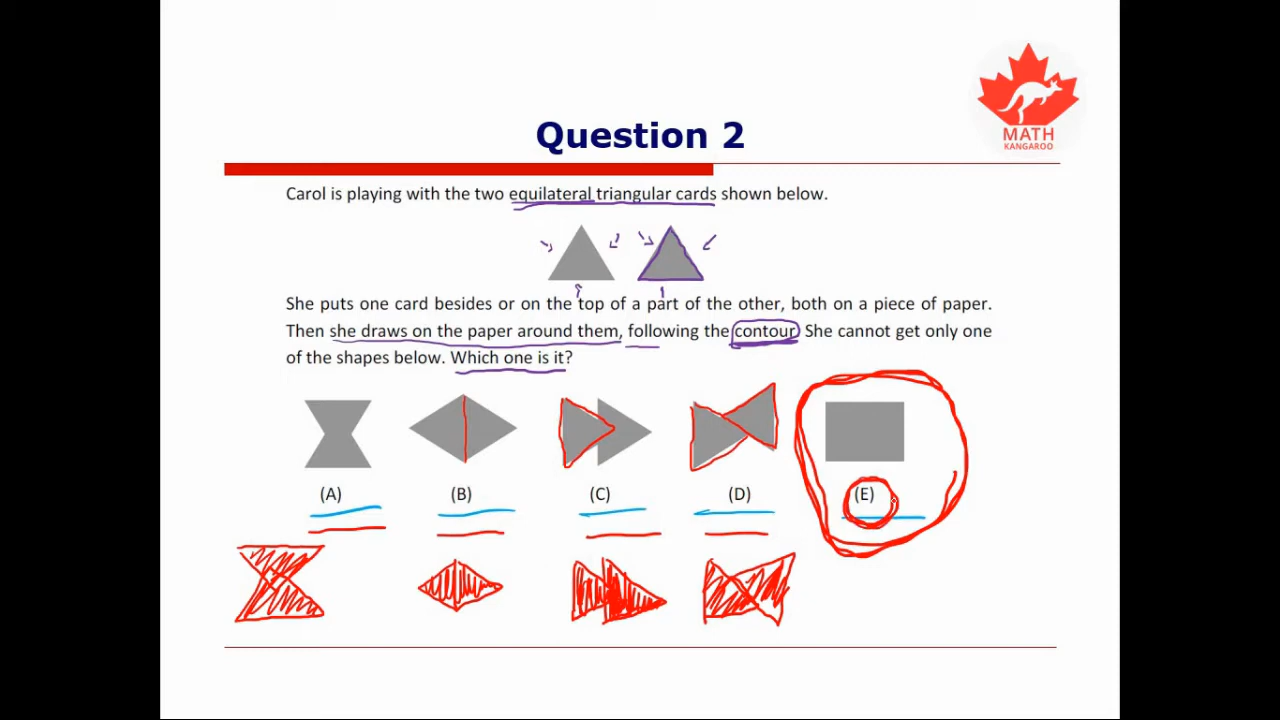 MATH
KANGAROO
Question 2
Carol is playing with the two equilateral triangular cards shown below.
She puts one card besides or on the top of a part of the other, both on a piece of paper.
Then she draws on the paper around them, following the contour. She cannot get only one
of the shapes below. Which one is it?
(A) (B) (C) (D) (E)